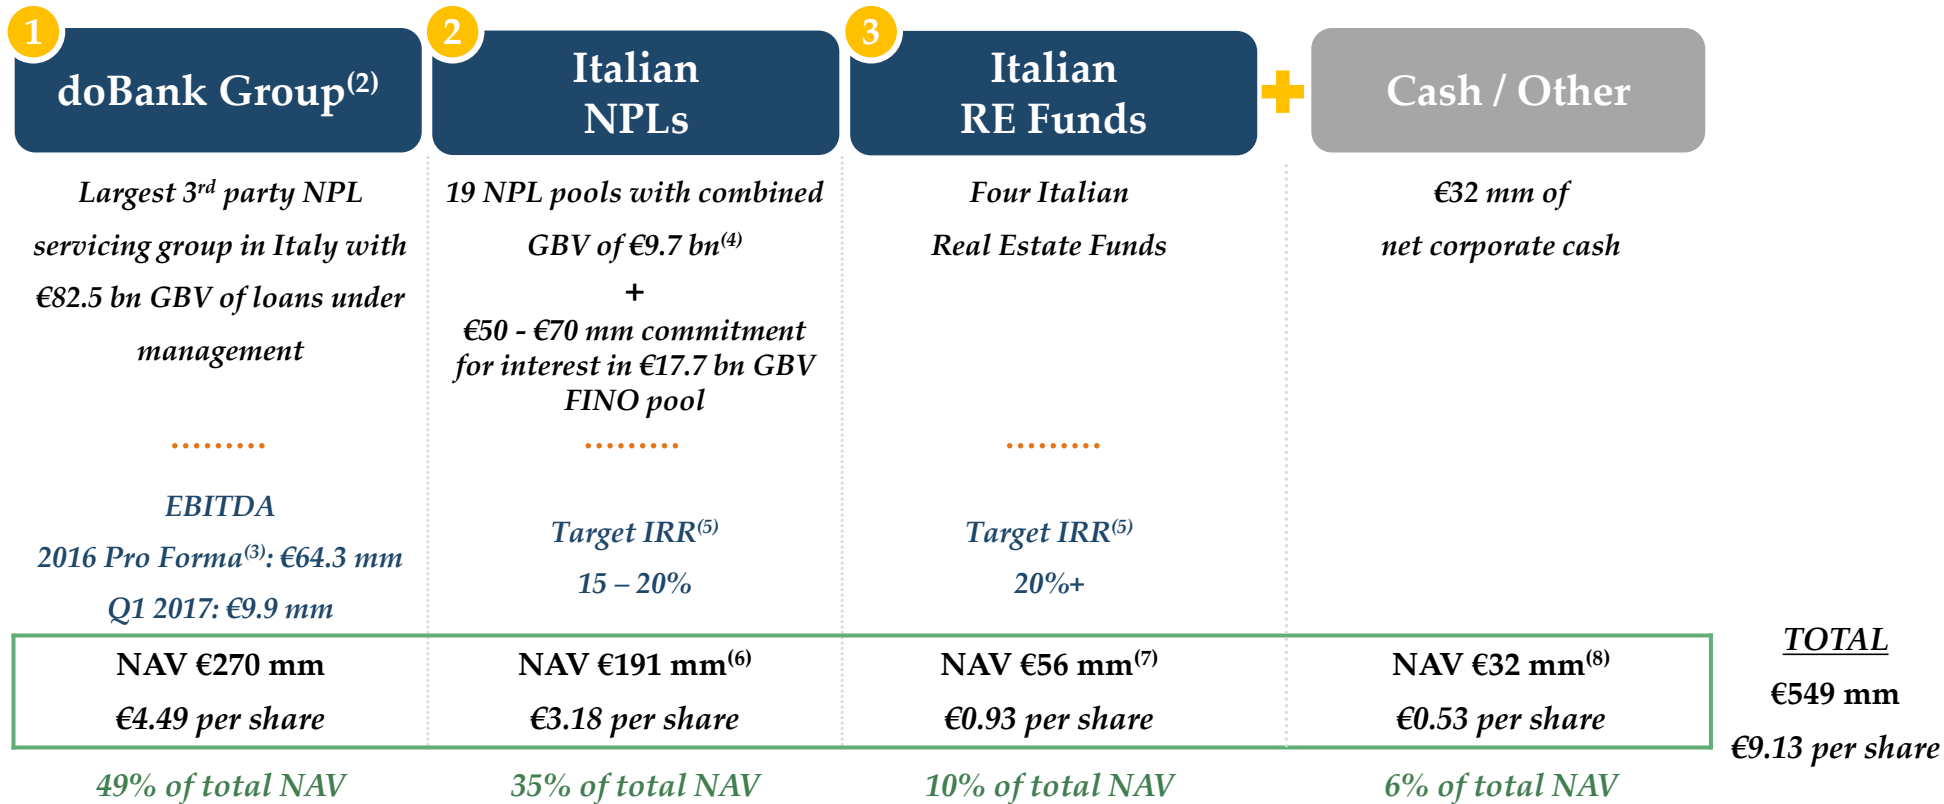 1
doBank Group(2)
Largest 3rd party NPL
servicing group in Italy with
€82.5 bn GBV of loans under
management
EBITDA
2016 Pro Forma(3): €64.3 mm
Q1 2017: €9.9 mm
NAV €270 mm
€4.49 per share
49% of total NAV
2
Italian
NPLs
19 NPL pools with combined
GBV of €9.7 bn(4)
+
€50 - €70 mm commitment
for interest in €17.7 bn GBV
FINO pool
Target IRR(5)
15 – 20%
NAV €191 mm(6)
€3.18 per share
35% of total NAV
3
Italian
RE Funds
Four Italian
Real Estate Funds
Target IRR(5)
20%+
NAV €56 mm(7)
€0.93 per share
10% of total NAV
Cash / Other
€32 mm of
net corporate cash
NAV €32 mm(8)
€0.53 per share
6% of total NAV
TOTAL
€549 mm
€9.13 per share